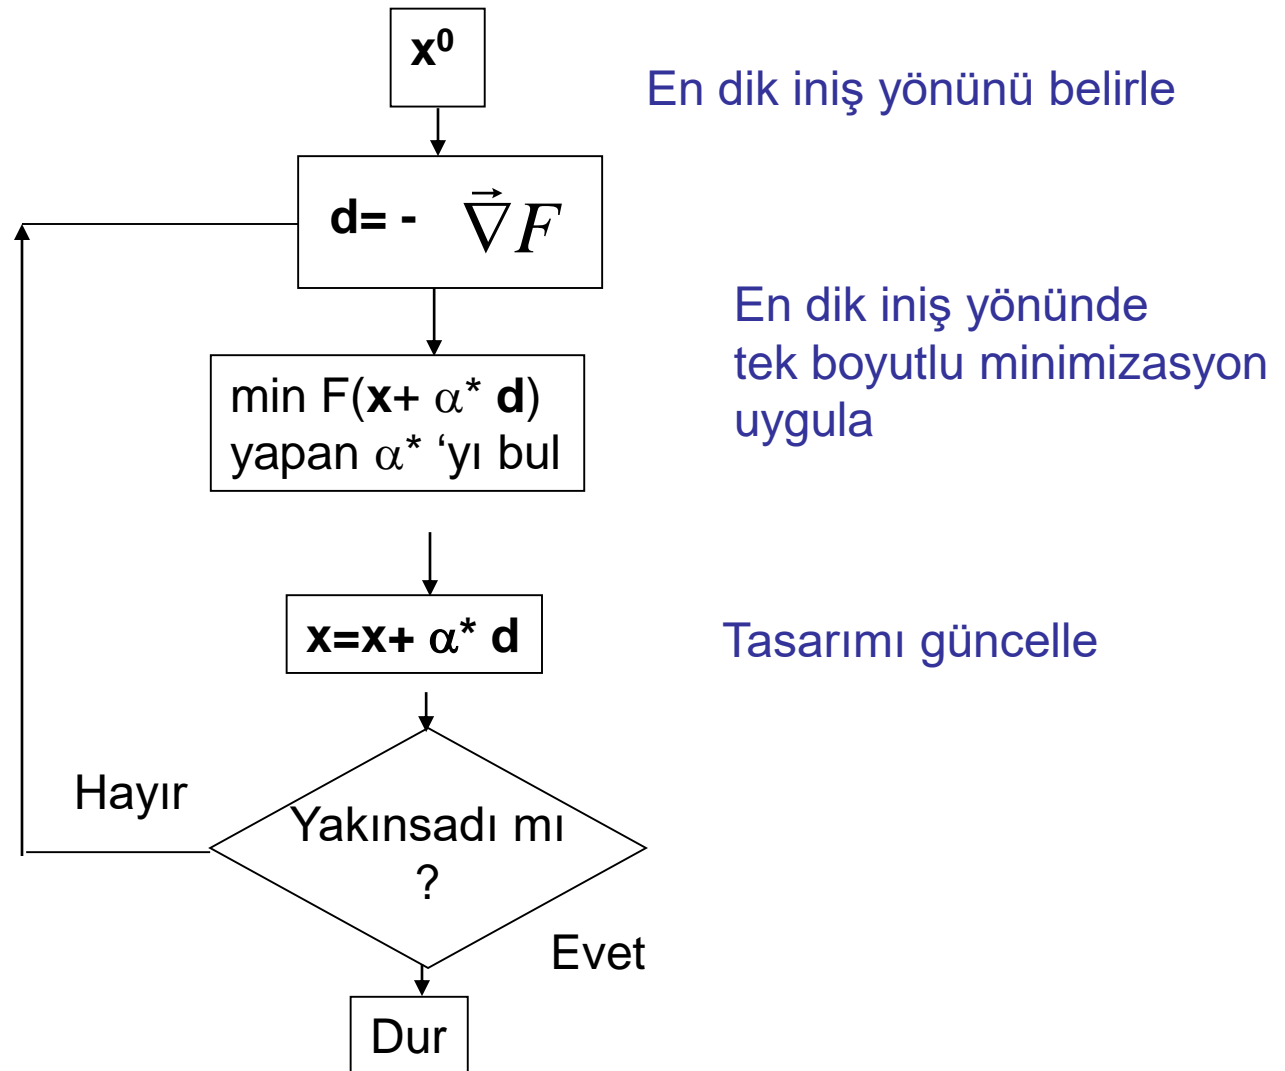 x⁰
En dik iniş yönünü belirle
d= - ∇⃗F
En dik iniş yönünde
tek boyutlu minimizasyon
uygula
min F(x+ α* d)
yapan α* ‘yı bul
x=x+ α* d
Tasarımı güncelle
Hayır
Yakınsadı mı
?
Evet
Dur